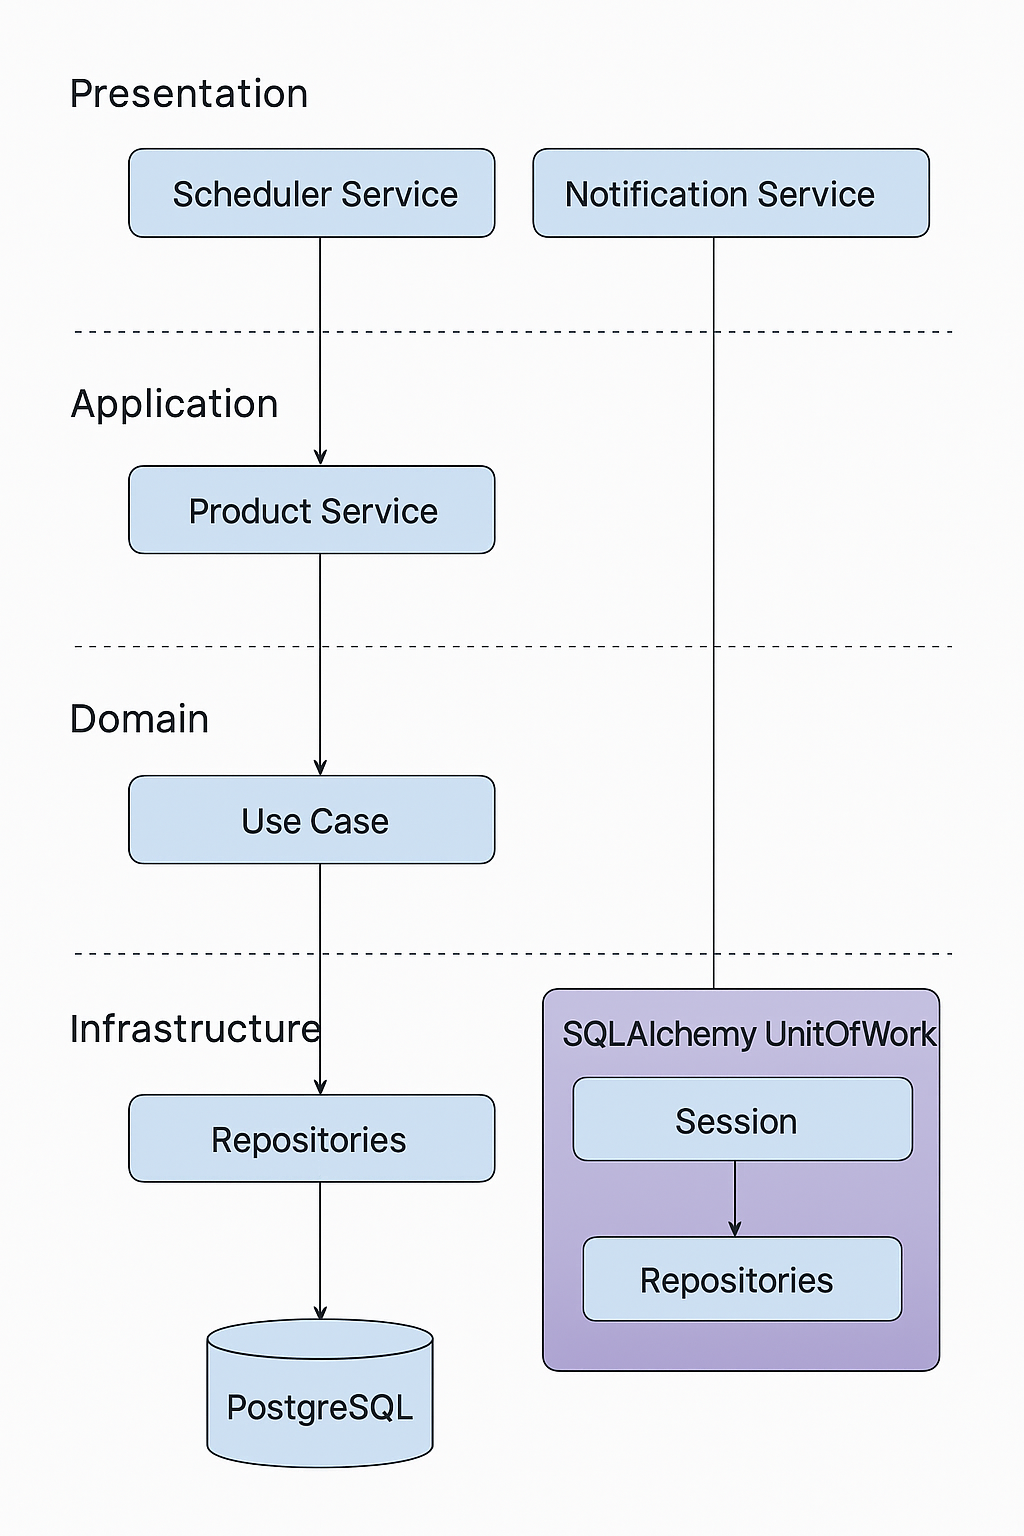 Presentation
Scheduler Service
Notification Service
Application
Product Service
Domain
Use Case
Infrastructure
SQLAlchemy UnitOfWork
Session
Repositories
Repositories
PostgreSQL